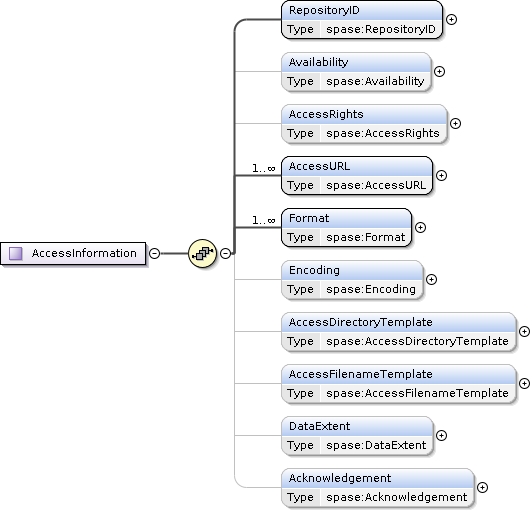 RepositoryID
Type spase:RepositoryID
Availability
Type spase:Availability
AccessRights
Type spase:AccessRights
1..∞
AccessURL
Type spase:AccessURL
1..∞
Format
Type spase:Format
AccessInformation
Encoding
Type spase:Encoding
AccessDirectoryTemplate
Type spase:AccessDirectoryTemplate
AccessFilenameTemplate
Type spase:AccessFilenameTemplate
DataExtent
Type spase:DataExtent
Acknowledgement
Type spase:Acknowledgement